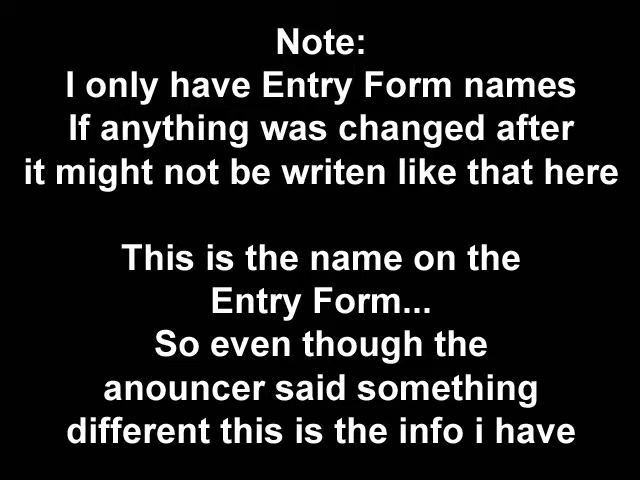 Note:
I only have Entry Form names
If anything was changed after
it might not be writen like that here
This is the name on the
Entry Form...
So even though the
anouncer said something
different this is the info i have